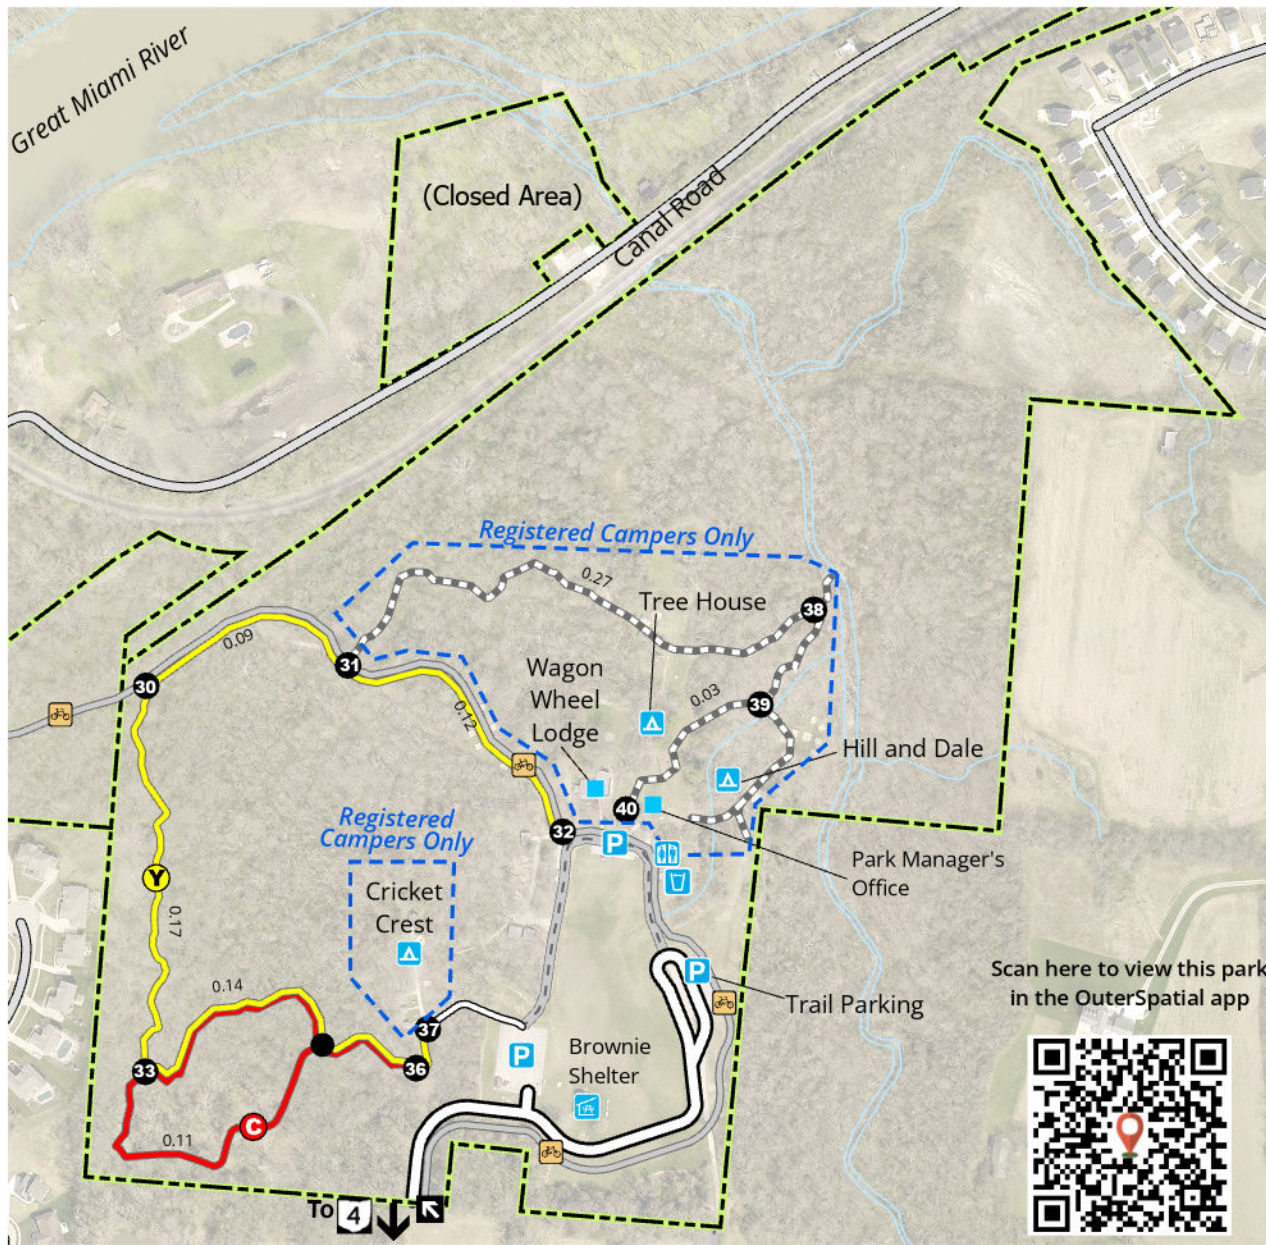 Great Miami River
(Closed Area)
Canal Road
Registered Campers Only
0.27
38
Tree House
0.09
31
30
Wagon
Wheel
Lodge
0.03
39
0.12
Hill and Dale
40
32
P
Registered
Campers Only
Park Manager's
Office
Cricket
Crest
Y
0.17
P
Trail Parking
Scan here to view this park
in the OuterSpatial app
0.14
37
P
Brownie
Shelter
33
36
C
0.11
To 4